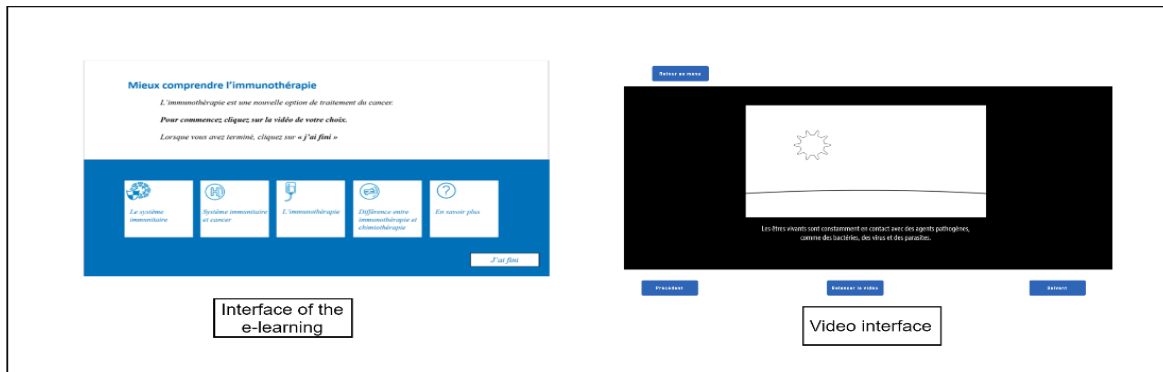 Mieux comprendre l'immunothérapie
L'immunothérapie est une nouvelle option de traitement du cancer.
Pour commencez cliquez sur la vidéo de votre choix.
Lorsque vous avez terminé, cliquez sur « j'ai fini »
Le système
immunitaire
Système immunitaire
et cancer
L'immunothérapie
Différence entre
immunothérapie et
chimiothérapie
En savoir plus
J'ai fini
Interface of the
e-learning
Retour au menu
Les êtres vivants sont constamment en contact avec des agents pathogènes,
comme des bactéries, des virus et des parasites.
Précédent
Relancer la vidéo
Suivant
Video interface